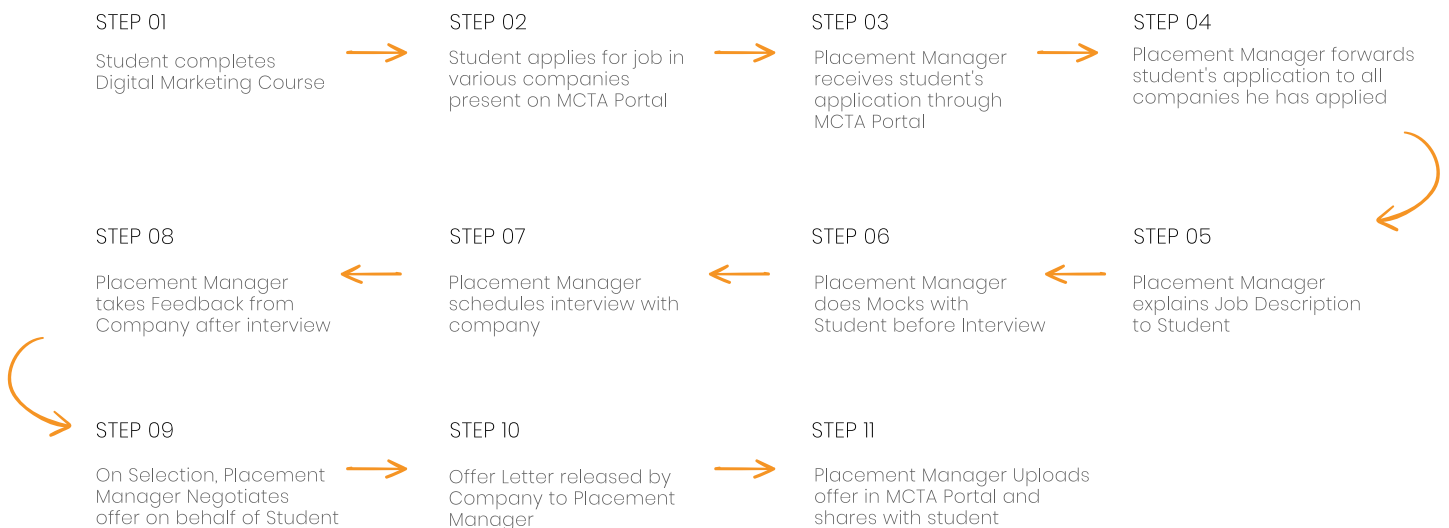 STEP 01
Student completes
Digital Marketing Course
STEP 02
Student applies for job in
various companies
present on MCTA Portal
STEP 03
Placement Manager
receives student's
application through
MCTA Portal
STEP 04
Placement Manager forwards
student's application to all
companies he has applied
STEP 05
Placement Manager
explains Job Description
to Student
STEP 06
Placement Manager
does Mocks with
Student before Interview
STEP 07
Placement Manager
schedules interview with
company
STEP 08
Placement Manager
takes Feedback from
Company after interview
STEP 09
On Selection, Placement
Manager Negotiates
offer on behalf of Student
STEP 10
Offer Letter released by
Company to Placement
Manager
STEP 11
Placement Manager Uploads
offer in MCTA Portal and
shares with student